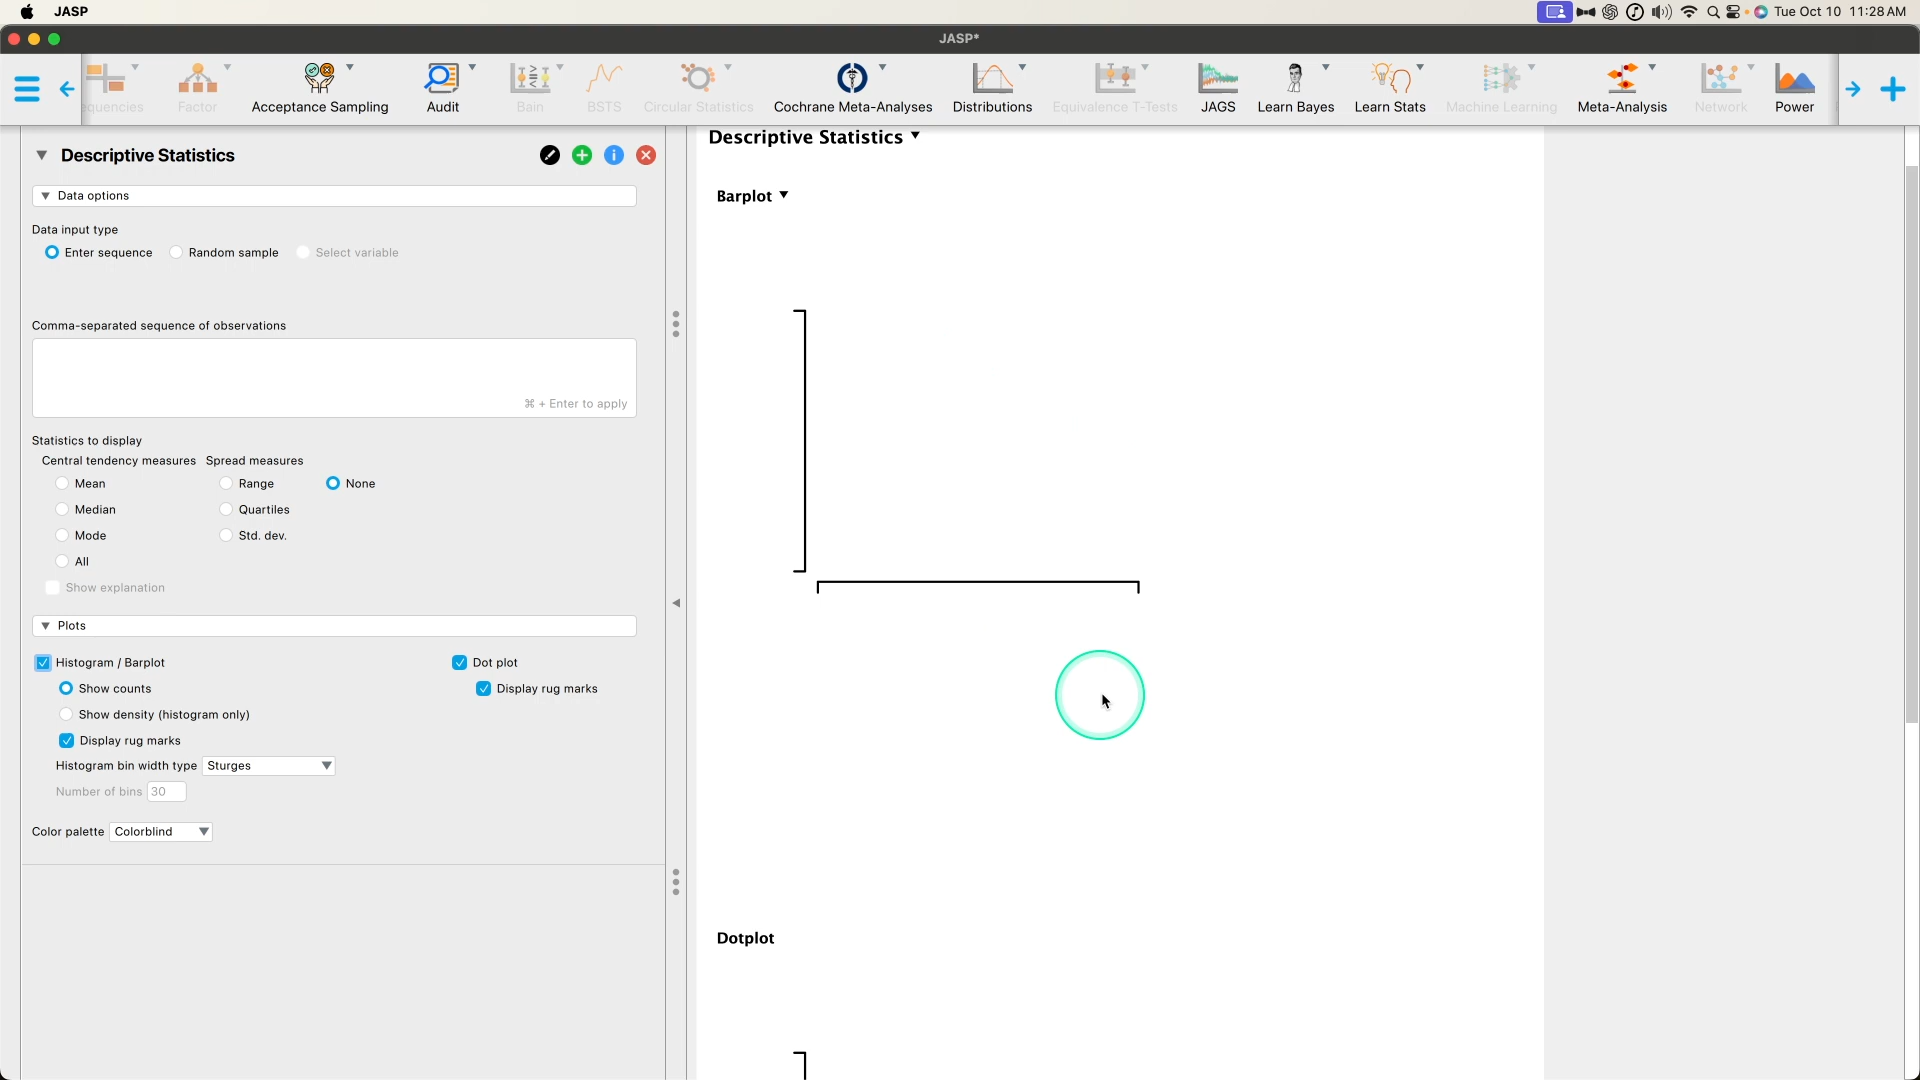 JASP
Tue Oct 10 11:28 AM
JASP*
quencies
Factor
Acceptance Sampling
Audit
Bain
BSTS
Circular Statistics
Cochrane Meta-Analyses
Distributions
Equivalence T-Tests
JAGS
Learn Bayes
Learn Stats
Machine Learning
Meta-Analysis
Network
Power
Descriptive Statistics
Data options
Data input type
Enter sequence Random sample Select variable
Comma-separated sequence of observations
⌘ + Enter to apply
Statistics to display
Central tendency measures Spread measures
Mean Range None
Median Quartiles
Mode Std. dev.
All
Show explanation
Plots
Histogram / Barplot Dot plot
Show counts Display rug marks
Show density (histogram only)
Display rug marks
Histogram bin width type Sturges
Number of bins 30
Color palette Colorblind
Descriptive Statistics
Barplot
Dotplot